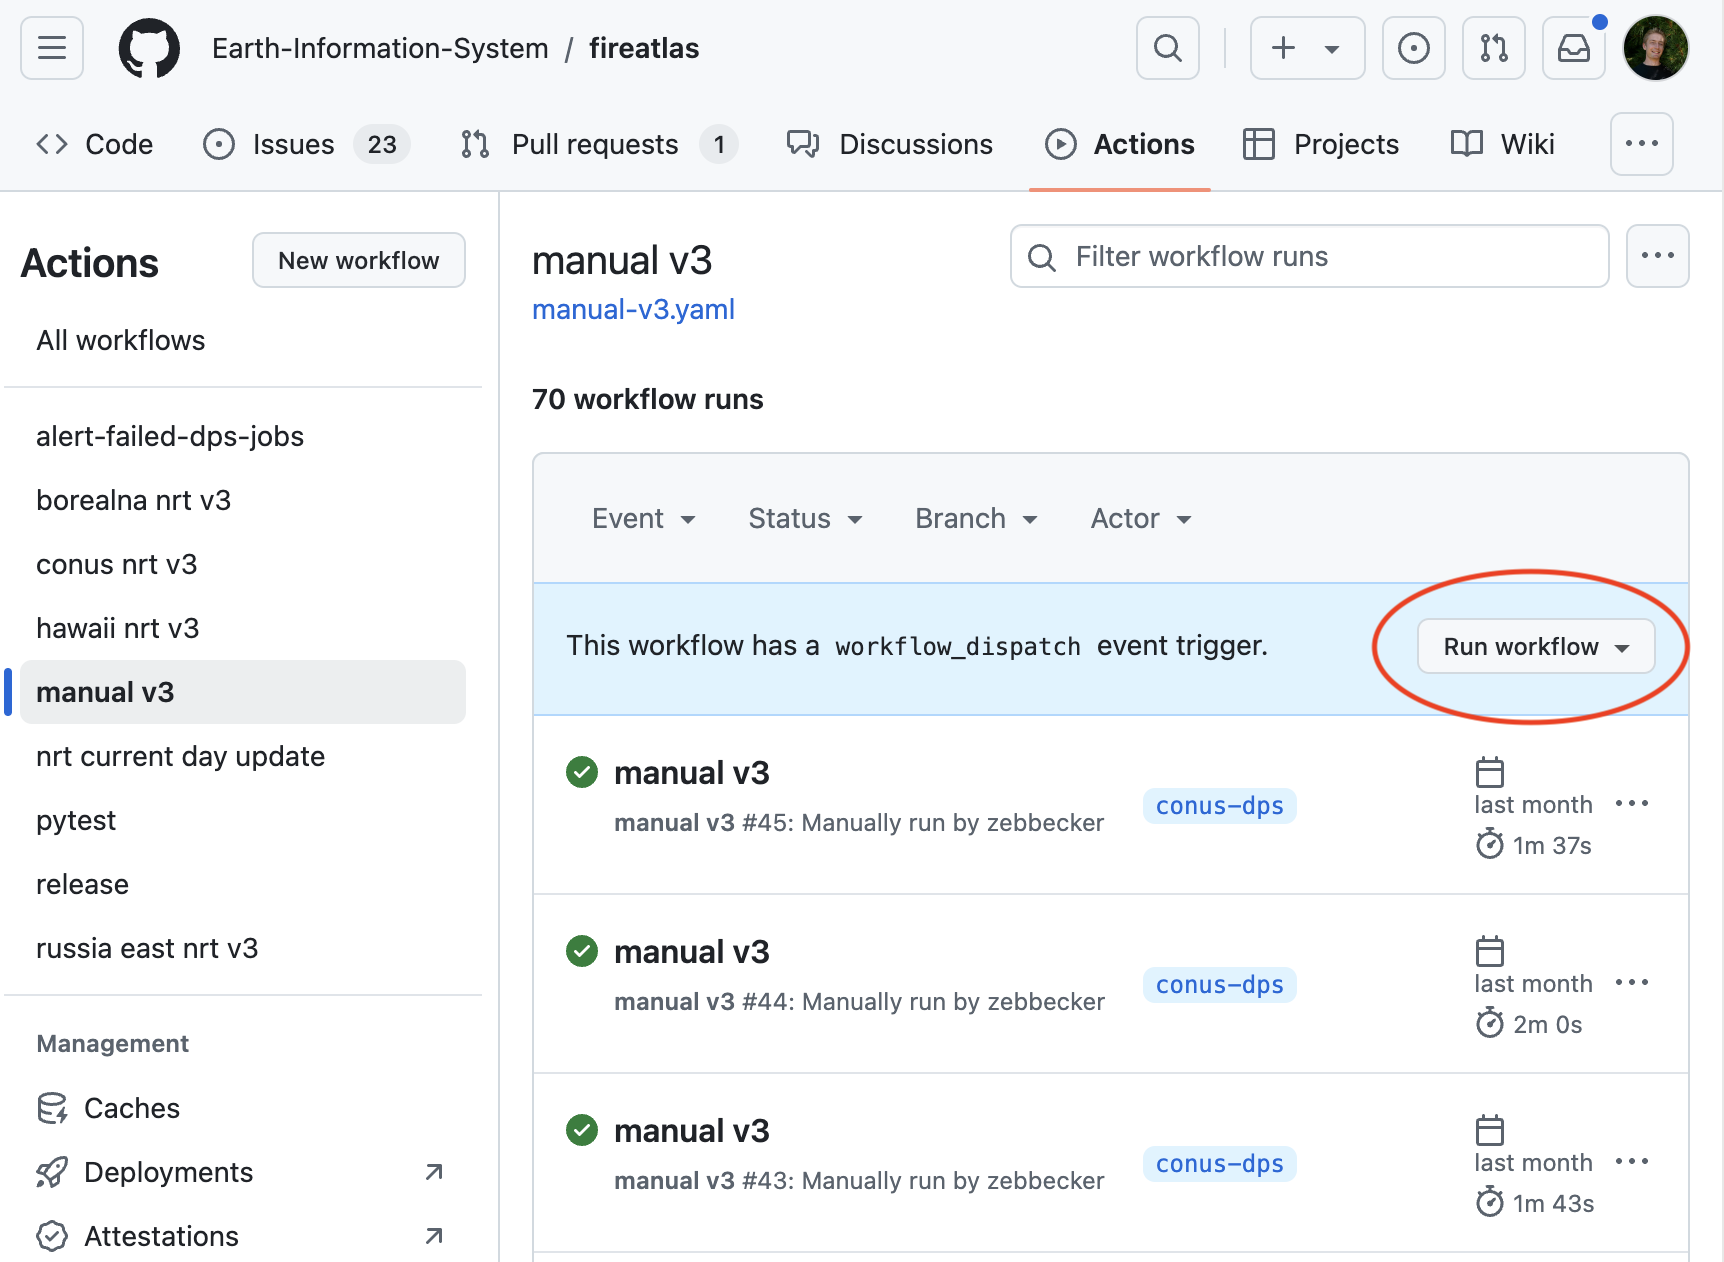 Earth-Information-System / fireatlas
Code
Issues 23
Pull requests 1
Discussions
Actions
Projects
Wiki
Actions
New workflow
All workflows
alert-failed-dps-jobs
borealna nrt v3
conus nrt v3
hawaii nrt v3
manual v3
nrt current day update
pytest
release
russia east nrt v3
Management
Caches
Deployments
Attestations
manual v3
manual-v3.yaml
Filter workflow runs
70 workflow runs
Event
Status
Branch
Actor
This workflow has a workflow_dispatch event trigger.
Run workflow
manual v3
manual v3 #45: Manually run by zebbecker
conus-dps
last month
1m 37s
manual v3
manual v3 #44: Manually run by zebbecker
conus-dps
last month
2m 0s
manual v3
manual v3 #43: Manually run by zebbecker
conus-dps
last month
1m 43s